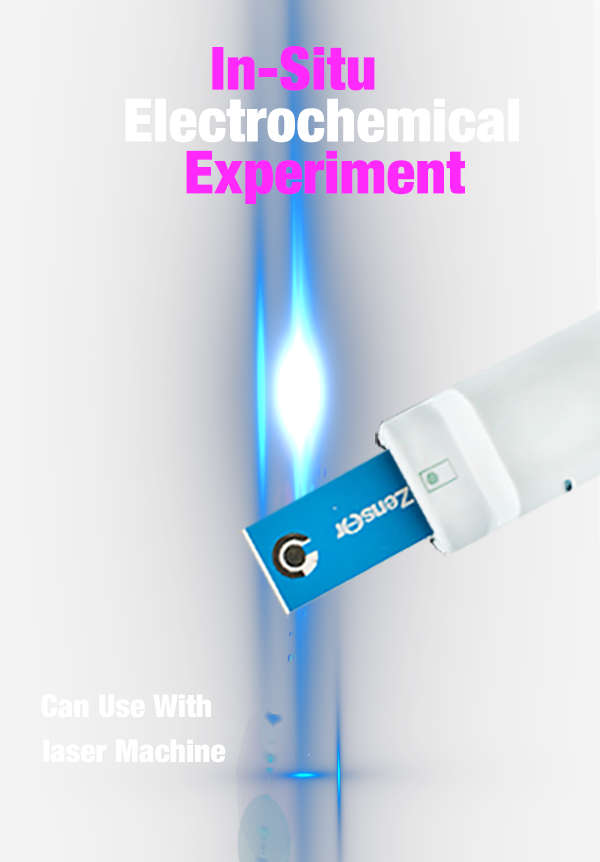 In-Situ
Electrochemical
Experiment
Zensor
Can Use With
laser Machine